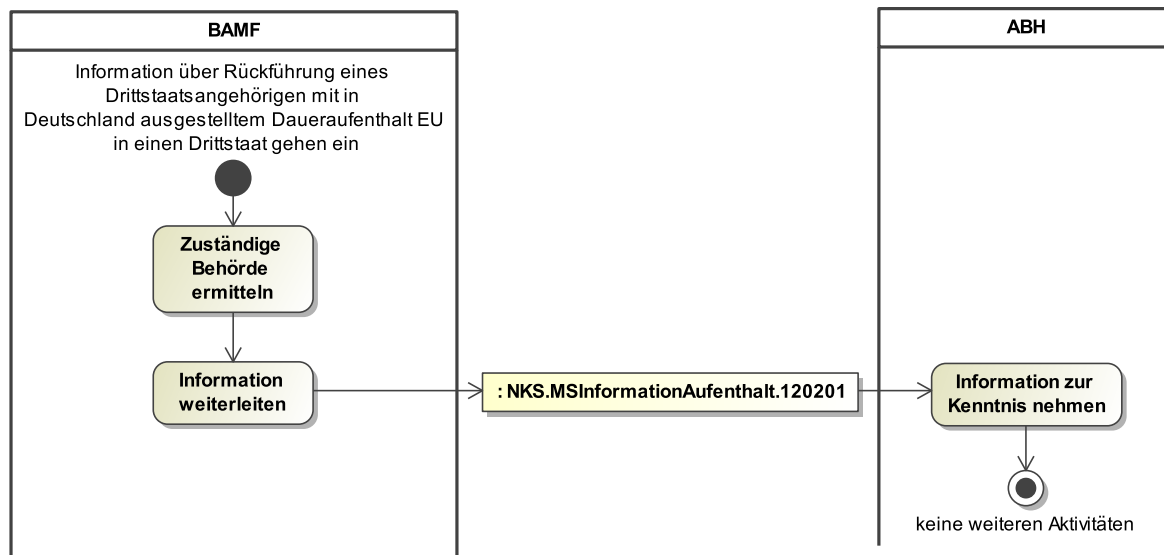 BAMF
Information über Rückführung eines
Drittstaatsangehörigen mit in
Deutschland ausgestelltem Daueraufenthalt EU
in einen Drittstaat gehen ein
Zuständige
Behörde
ermitteln
Information
weiterleiten
: NKS.MSInformationAufenthalt.120201
ABH
Information zur
Kenntnis nehmen
keine weiteren Aktivitäten